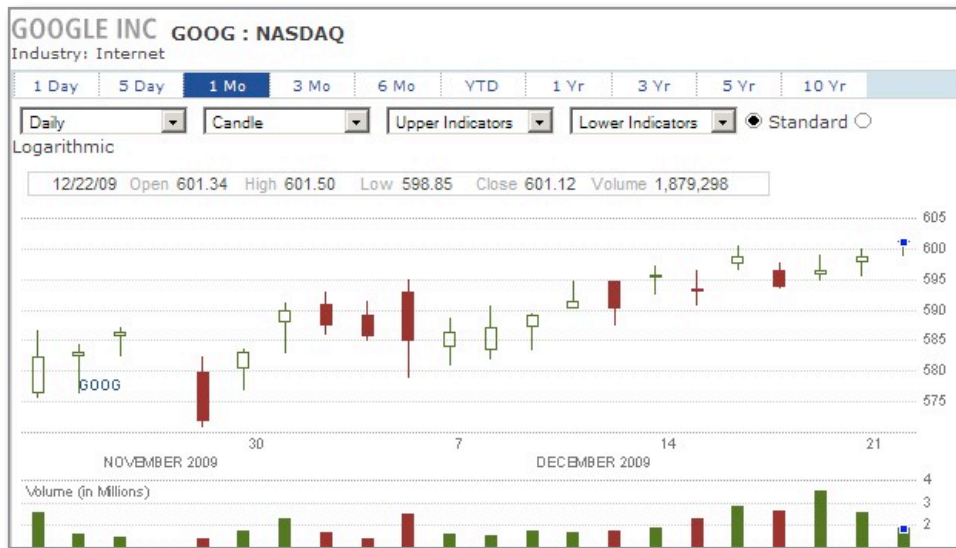 GOOGLE INC GOOG : NASDAQ
Industry: Internet
1 Day 5 Day 1 Mo 3 Mo 6 Mo YTD 1 Yr 3 Yr 5 Yr 10 Yr
Daily Candle Upper Indicators Lower Indicators Standard
Logarithmic
12/22/09 Open 601.34 High 601.50 Low 598.85 Close 601.12 Volume 1,879,298
605
600
595
590
585
580
GOOG
575
30 7 14 21
NOVEMBER 2009 DECEMBER 2009
4
Volume (in Millions)
3
2